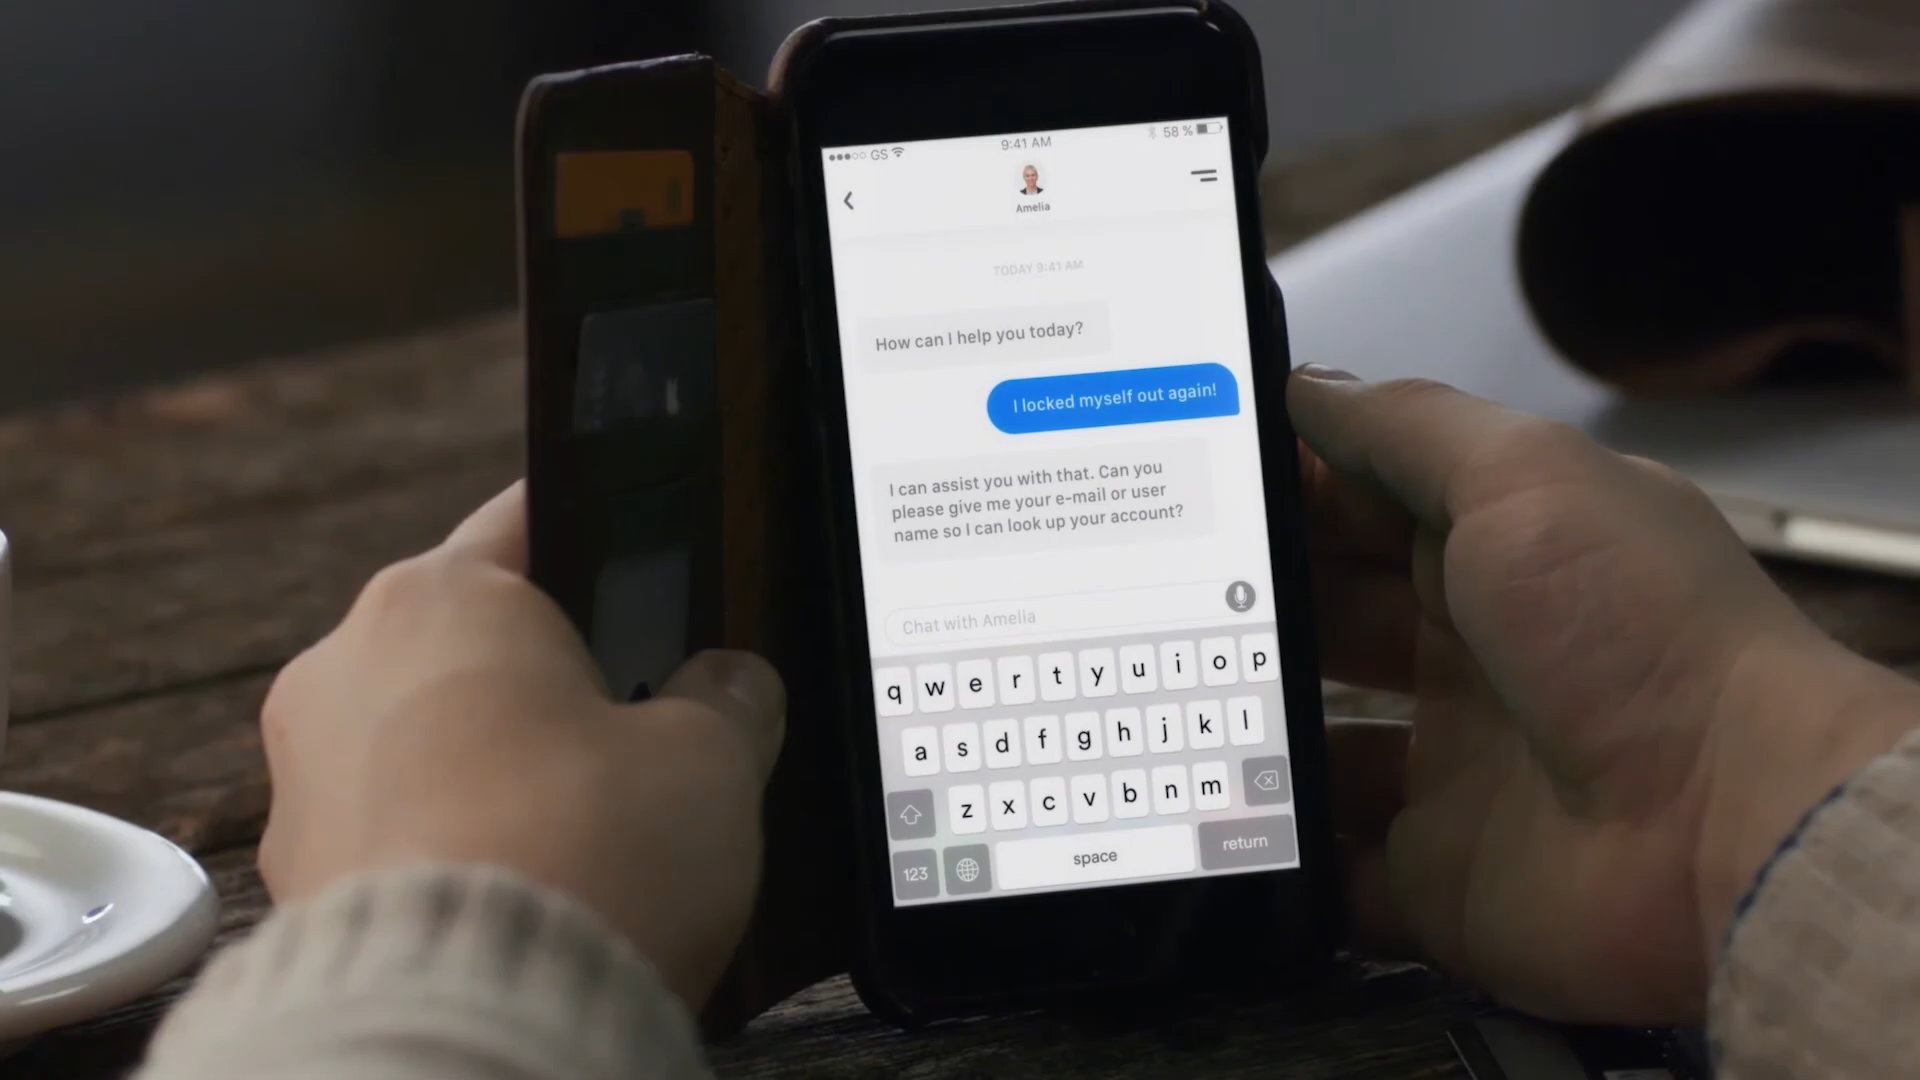 GS
9:41 AM
58 %
Amelia
TODAY 9:41 AM
How can I help you today?
I locked myself out again!
I can assist you with that. Can you
please give me your e-mail or user
name so I can look up your account?
Chat with Amelia
q w e r t y u i o p
a s d f g h j k l
z x c v b n m
123 space return